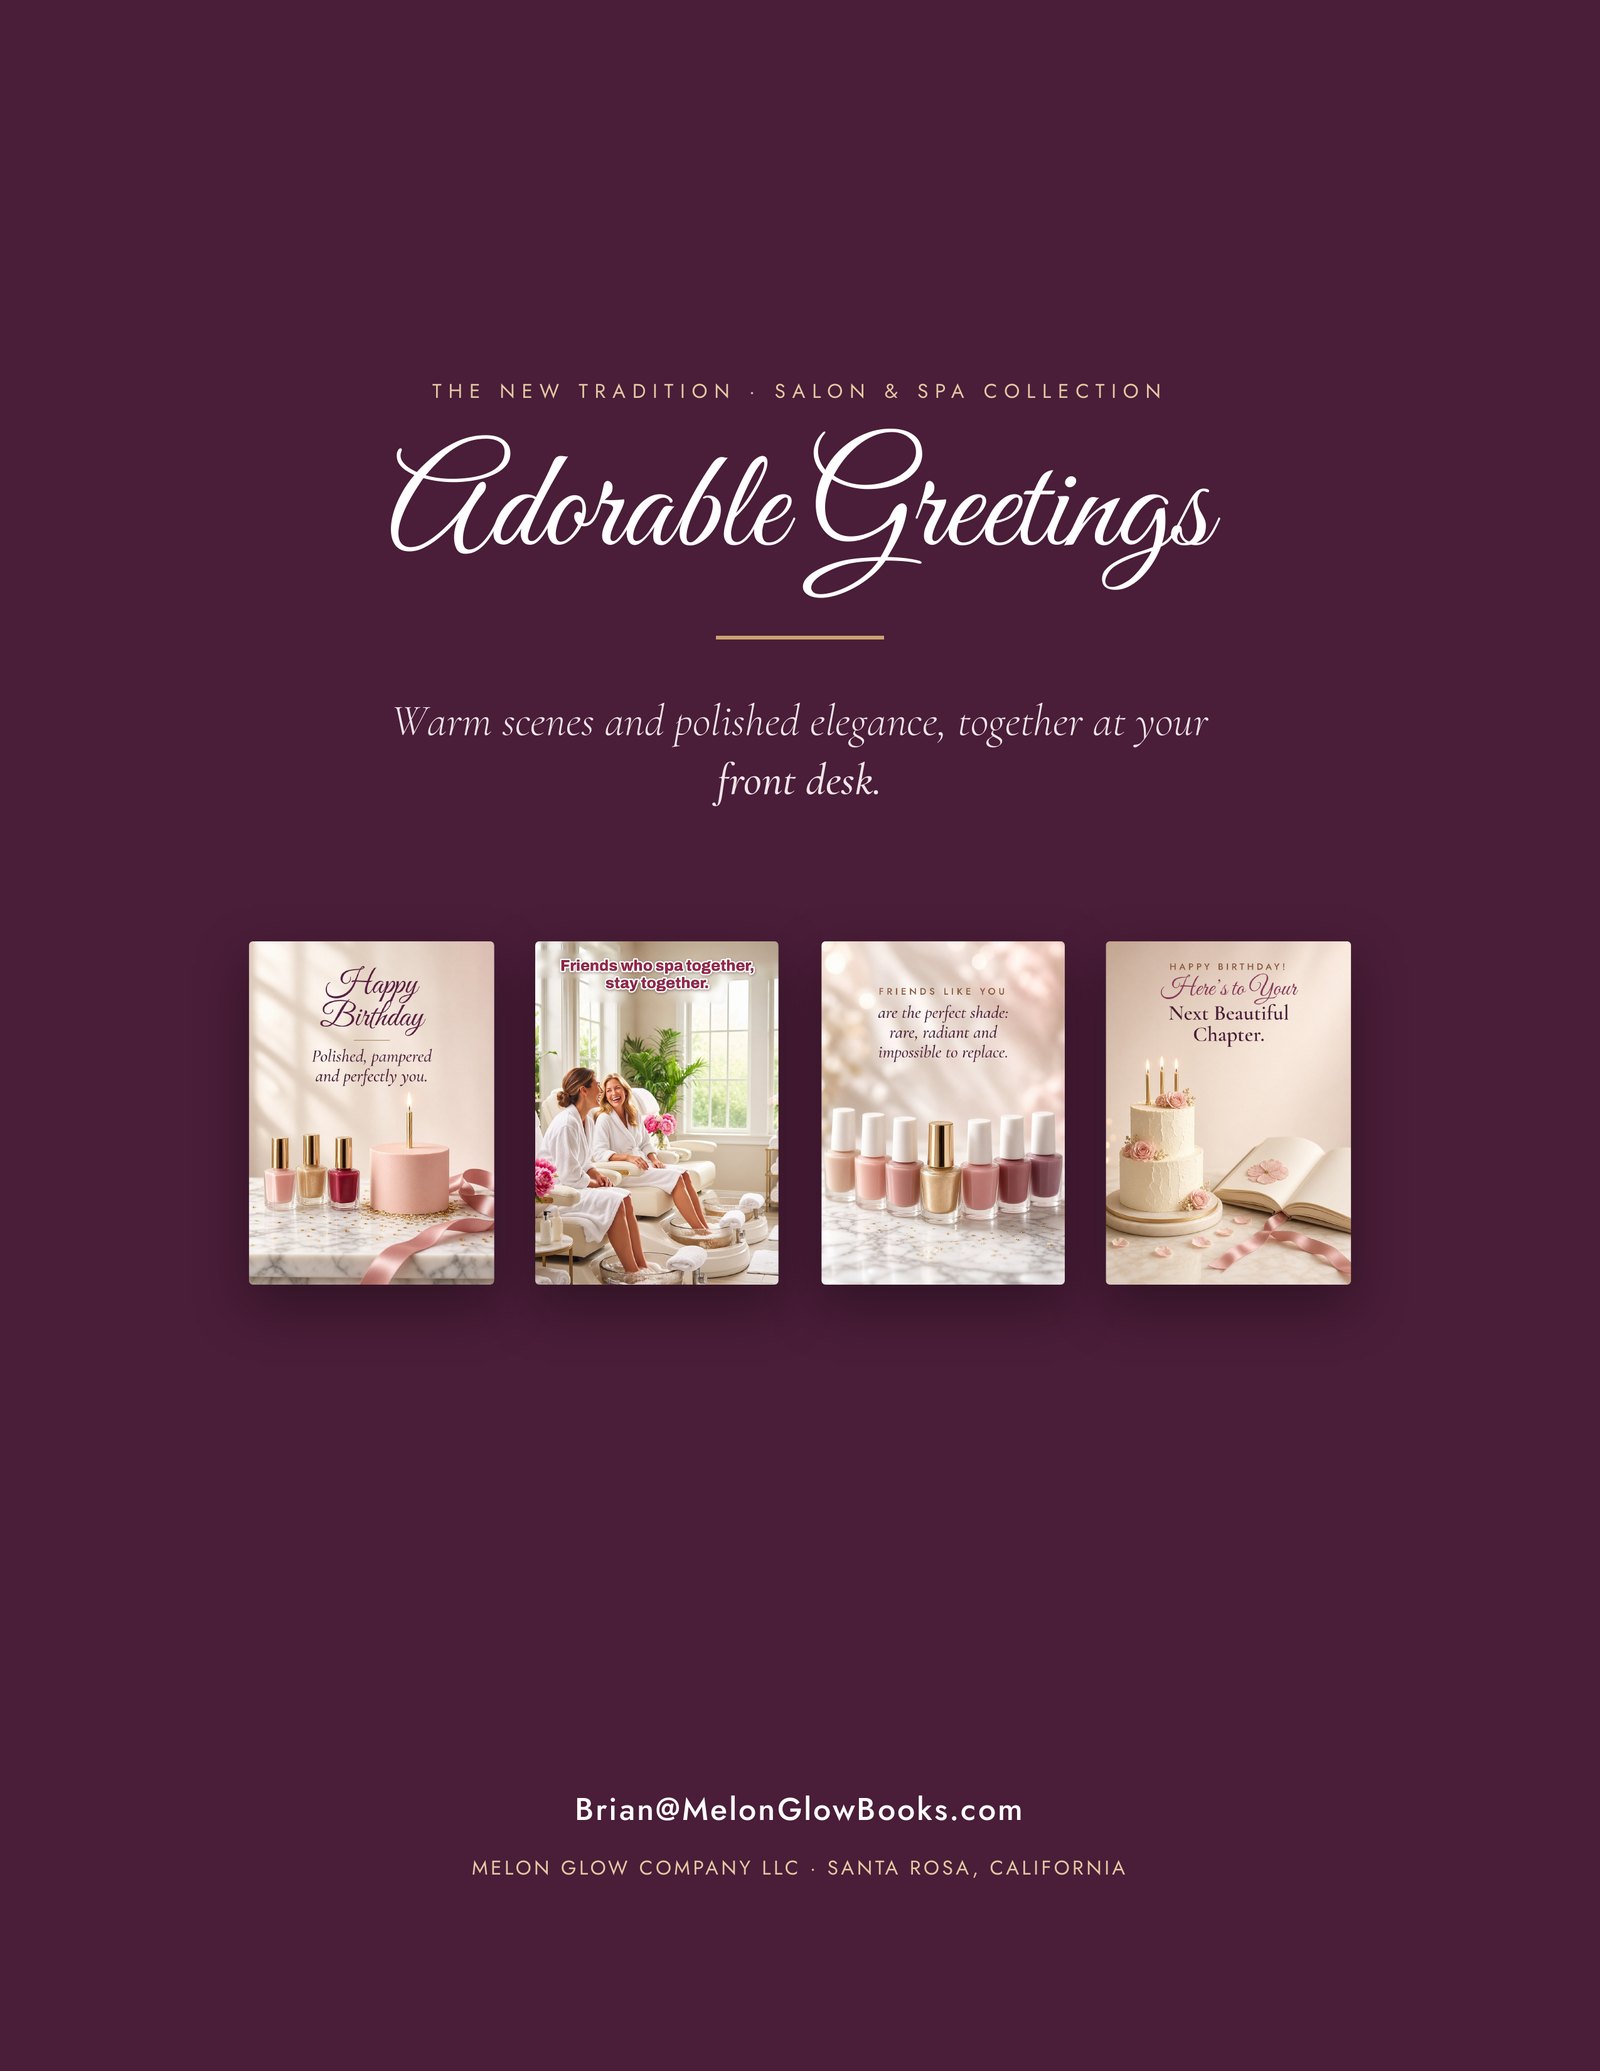 THE NEW TRADITION · SALON & SPA COLLECTION
Adorable Greetings
Warm scenes and polished elegance, together at your
front desk.
Happy
Birthday
Polished, pampered
and perfectly you.
Friends who spa together,
stay together.
FRIENDS LIKE YOU
are the perfect shade:
rare, radiant and
impossible to replace.
HAPPY BIRTHDAY!
Here's to Your
Next Beautiful
Chapter.
Brian@MelonGlowBooks.com
MELON GLOW COMPANY LLC · SANTA ROSA, CALIFORNIA